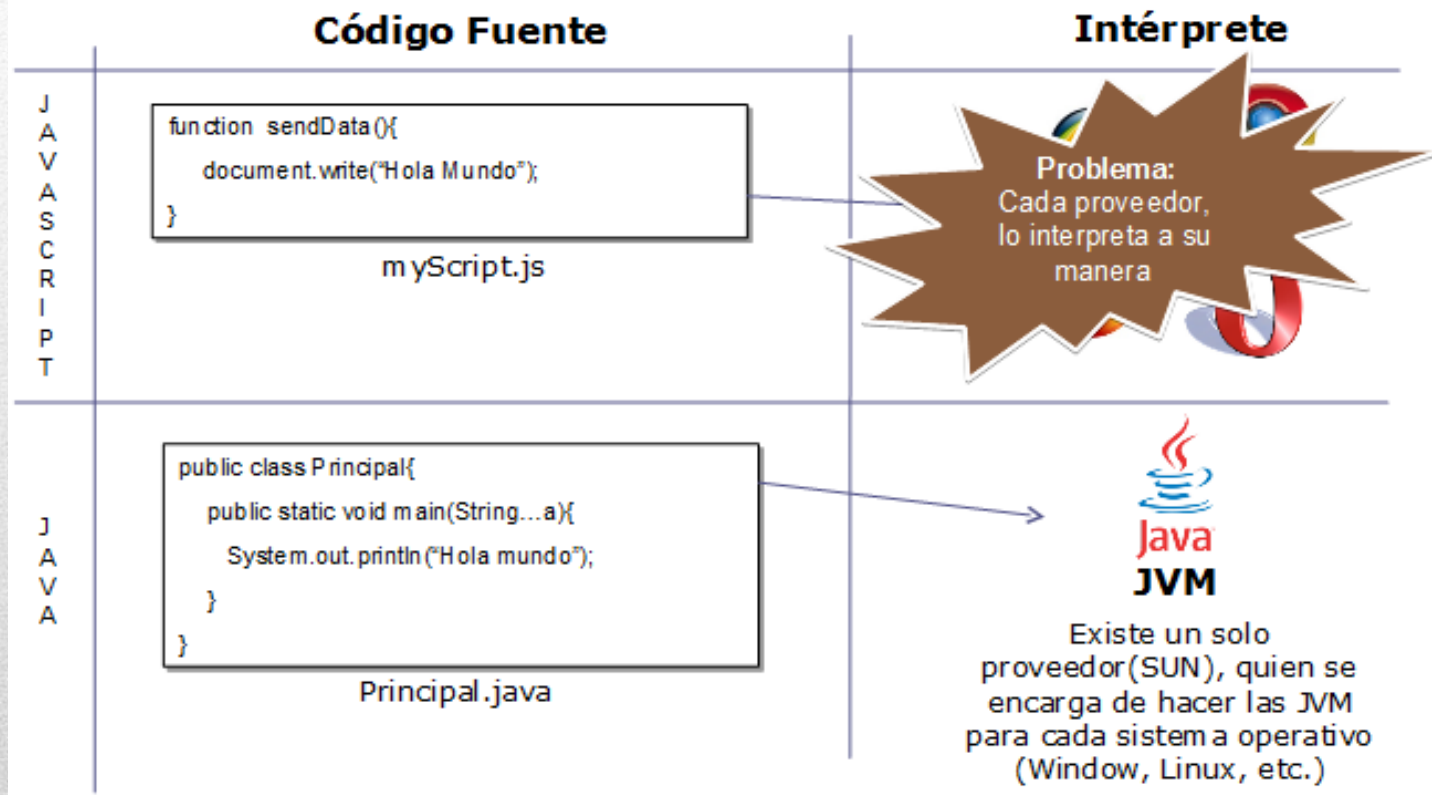 Código Fuente
Intérprete
JAVASCRIPT
function sendData(){
document.write(“Hola Mundo”);
}
myScript.js
Problema:
Cada proveedor,
lo interpreta a su
manera
JAVA
public class Principal{
public static void main(String...a){
System.out.println(“Hola mundo”);
}
}
Principal.java
Java
JVM
Existe un solo
proveedor(SUN), quien se
encarga de hacer las JVM
para cada sistema operativo
(Window, Linux, etc.)